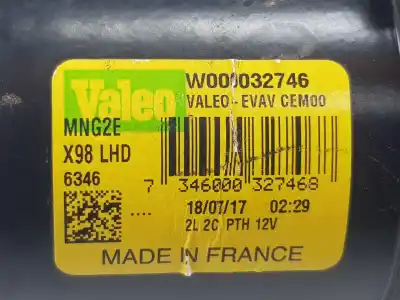 Valeo
W000032746
VALEO-EVAV CEM00
MNG2E
X98 LHD
6346
7 346000 327468
....
18/07/17 02:29
2L 2C PTH 12V
MADE IN FRANCE